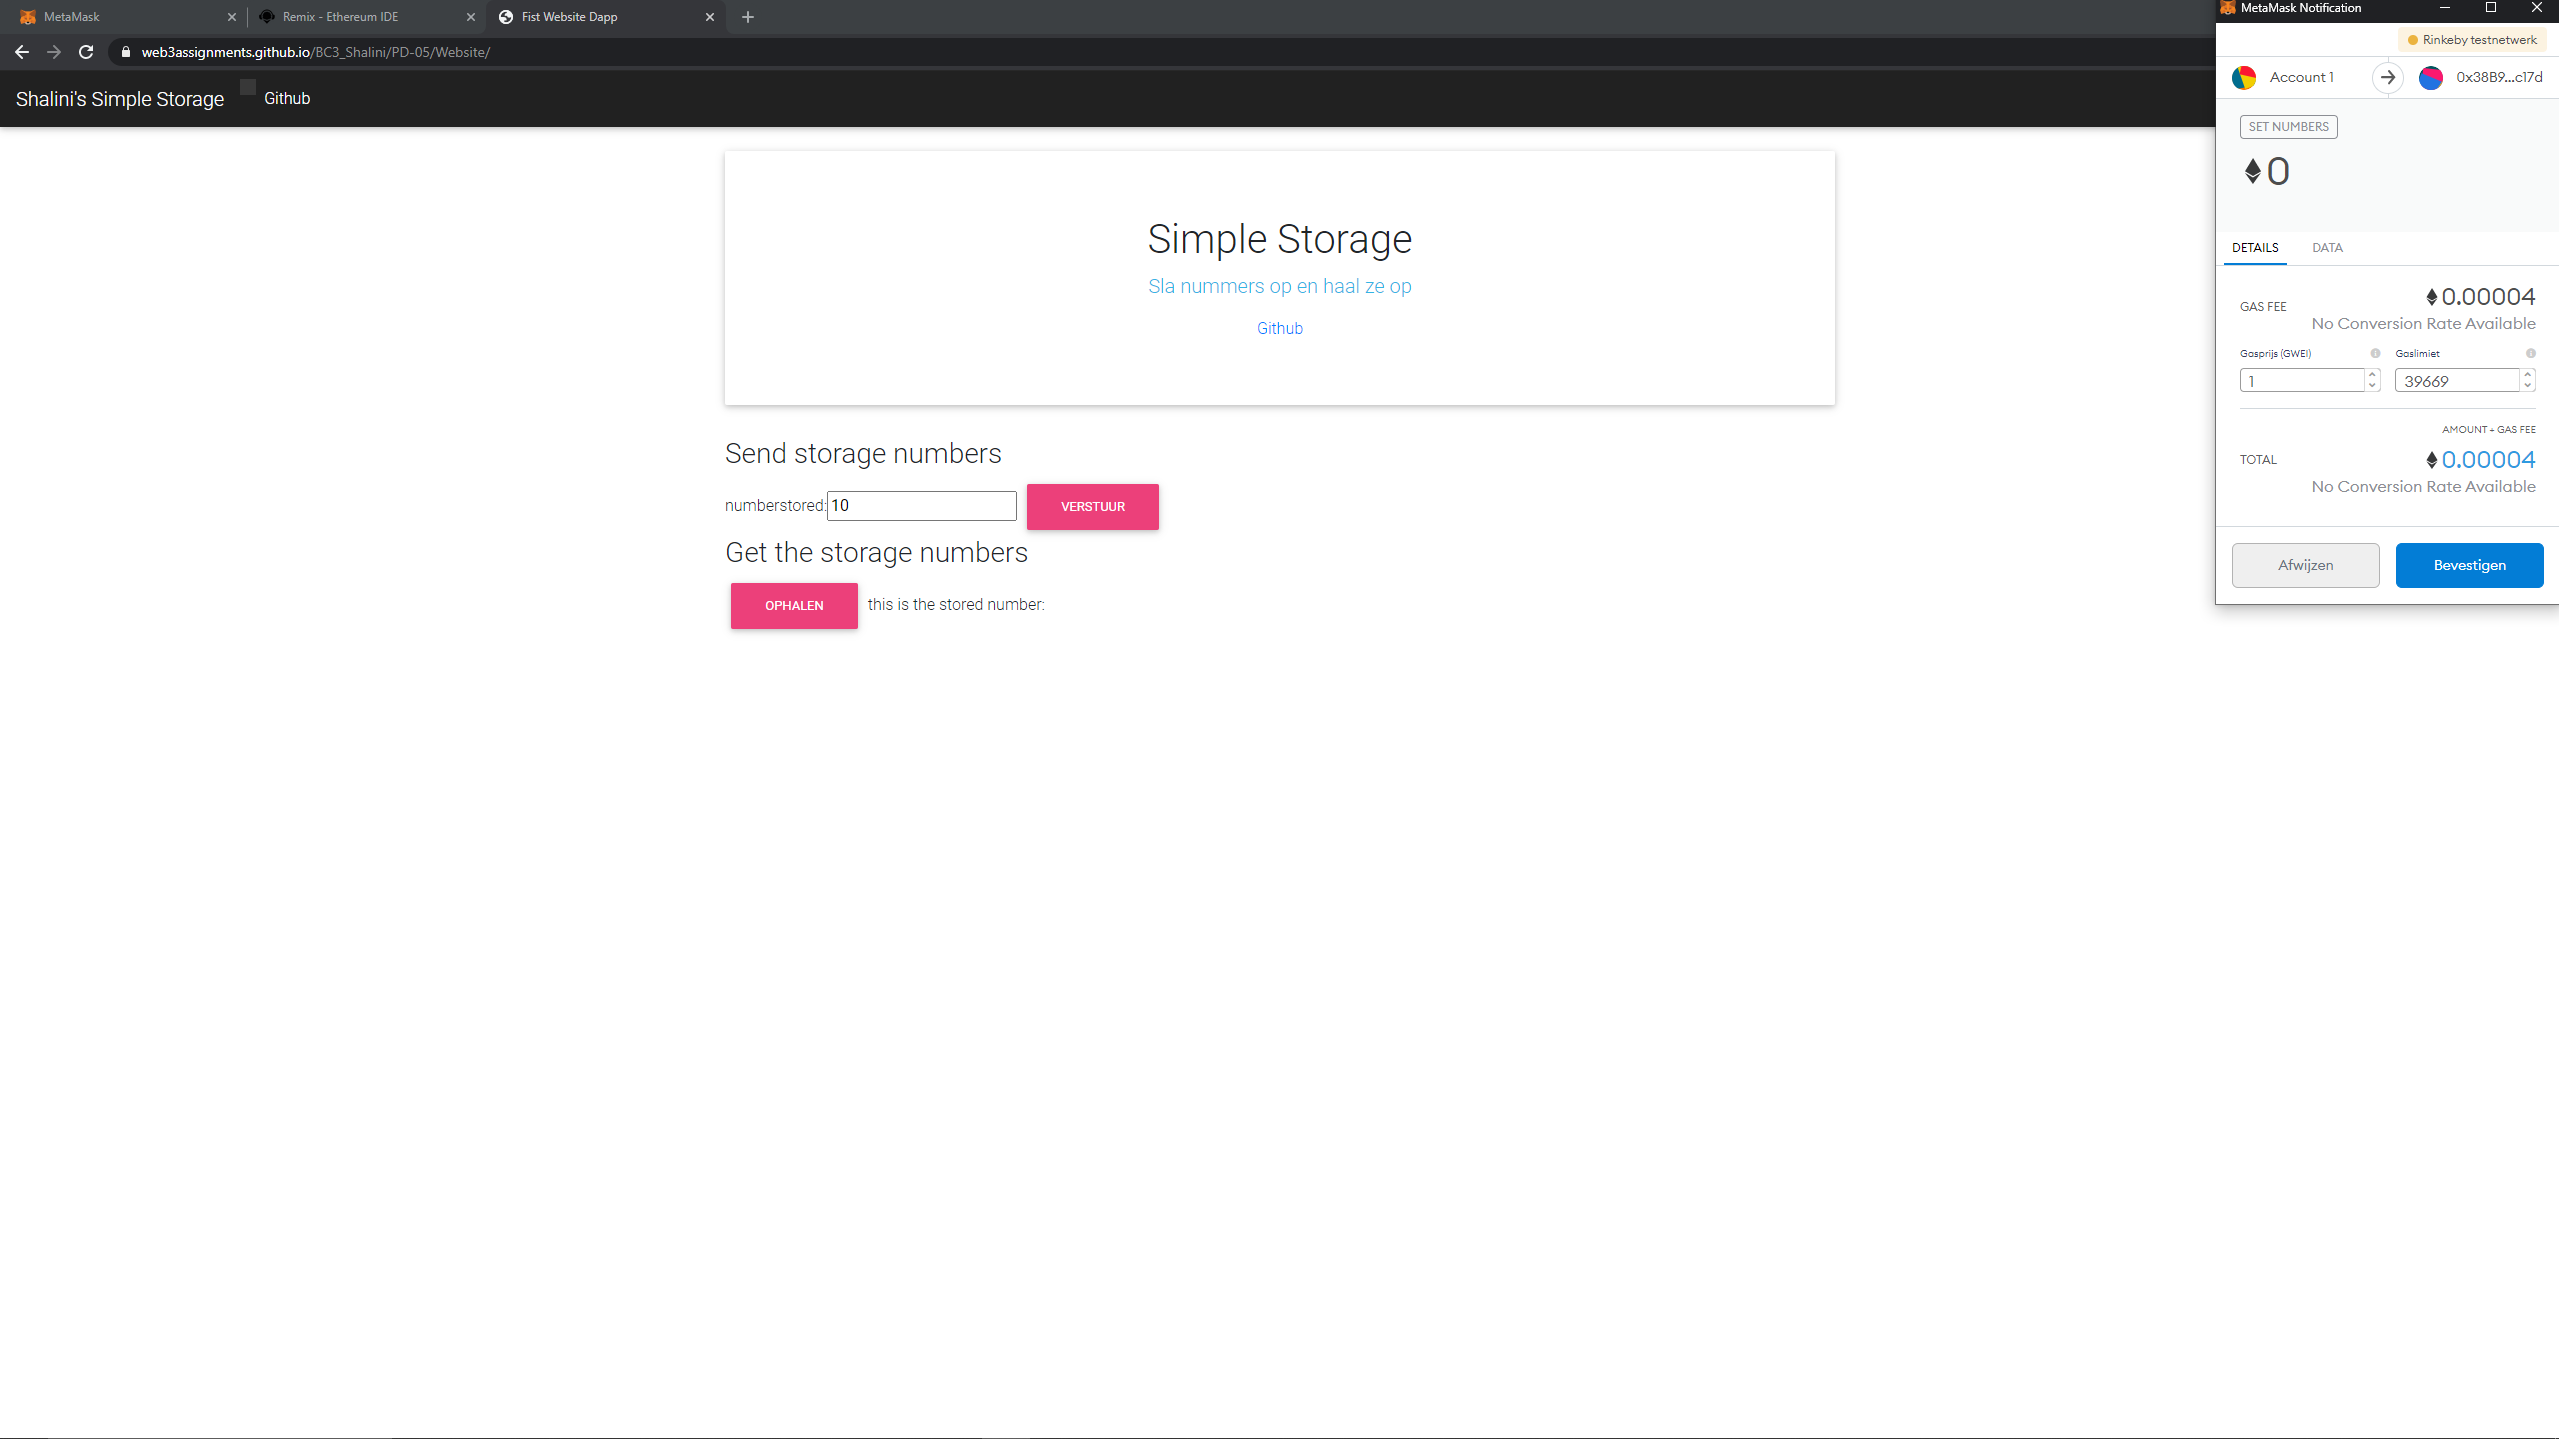 MetaMask
Remix - Ethereum IDE
Fist Website Dapp
web3assignments.github.io/BC3_Shalini/PD-05/Website/
Shalini's Simple Storage
Github
Simple Storage
Sla nummers op en haal ze op
Github
Send storage numbers
numberstored: 10
VERSTUUR
Get the storage numbers
OPHALEN
this is the stored number:
MetaMask Notification
Rinkeby testnetwerk
Account 1
0x38B9...c17d
SET NUMBERS
0
DETAILS
DATA
GAS FEE
0.00004
No Conversion Rate Available
Gasprijs (GWEI)
Gaslimiet
1
39669
AMOUNT + GAS FEE
TOTAL
0.00004
No Conversion Rate Available
Afwijzen
Bevestigen